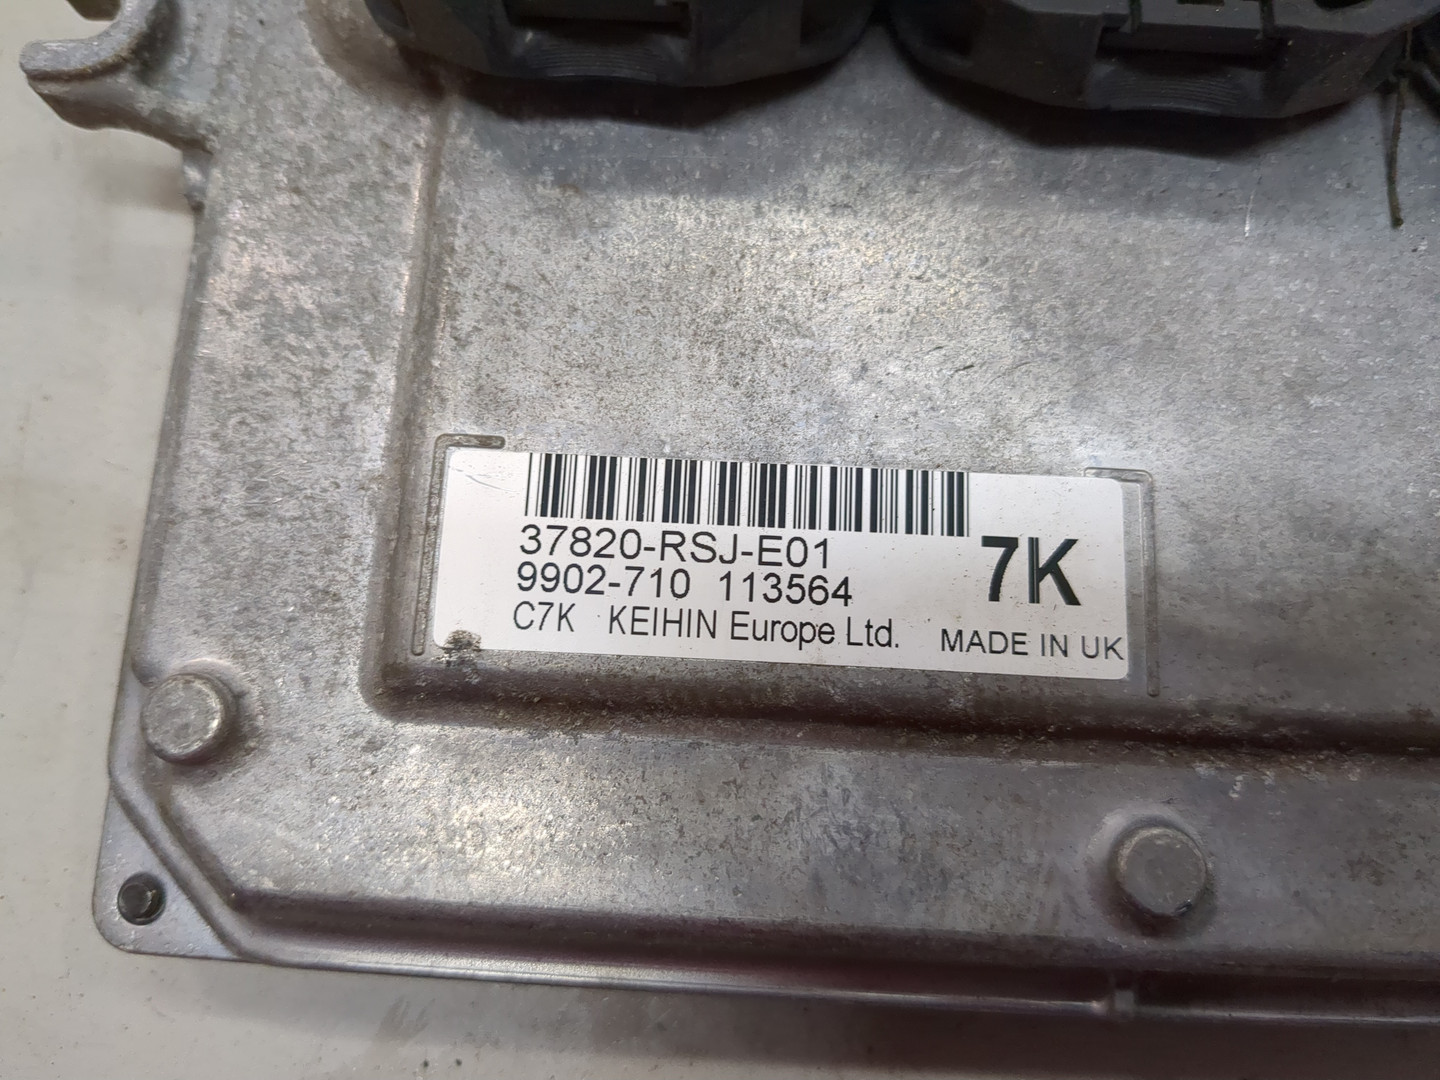 37820-RSJ-E01
7K
9902-710 113564
C7K KEIHIN Europe Ltd. MADE IN UK